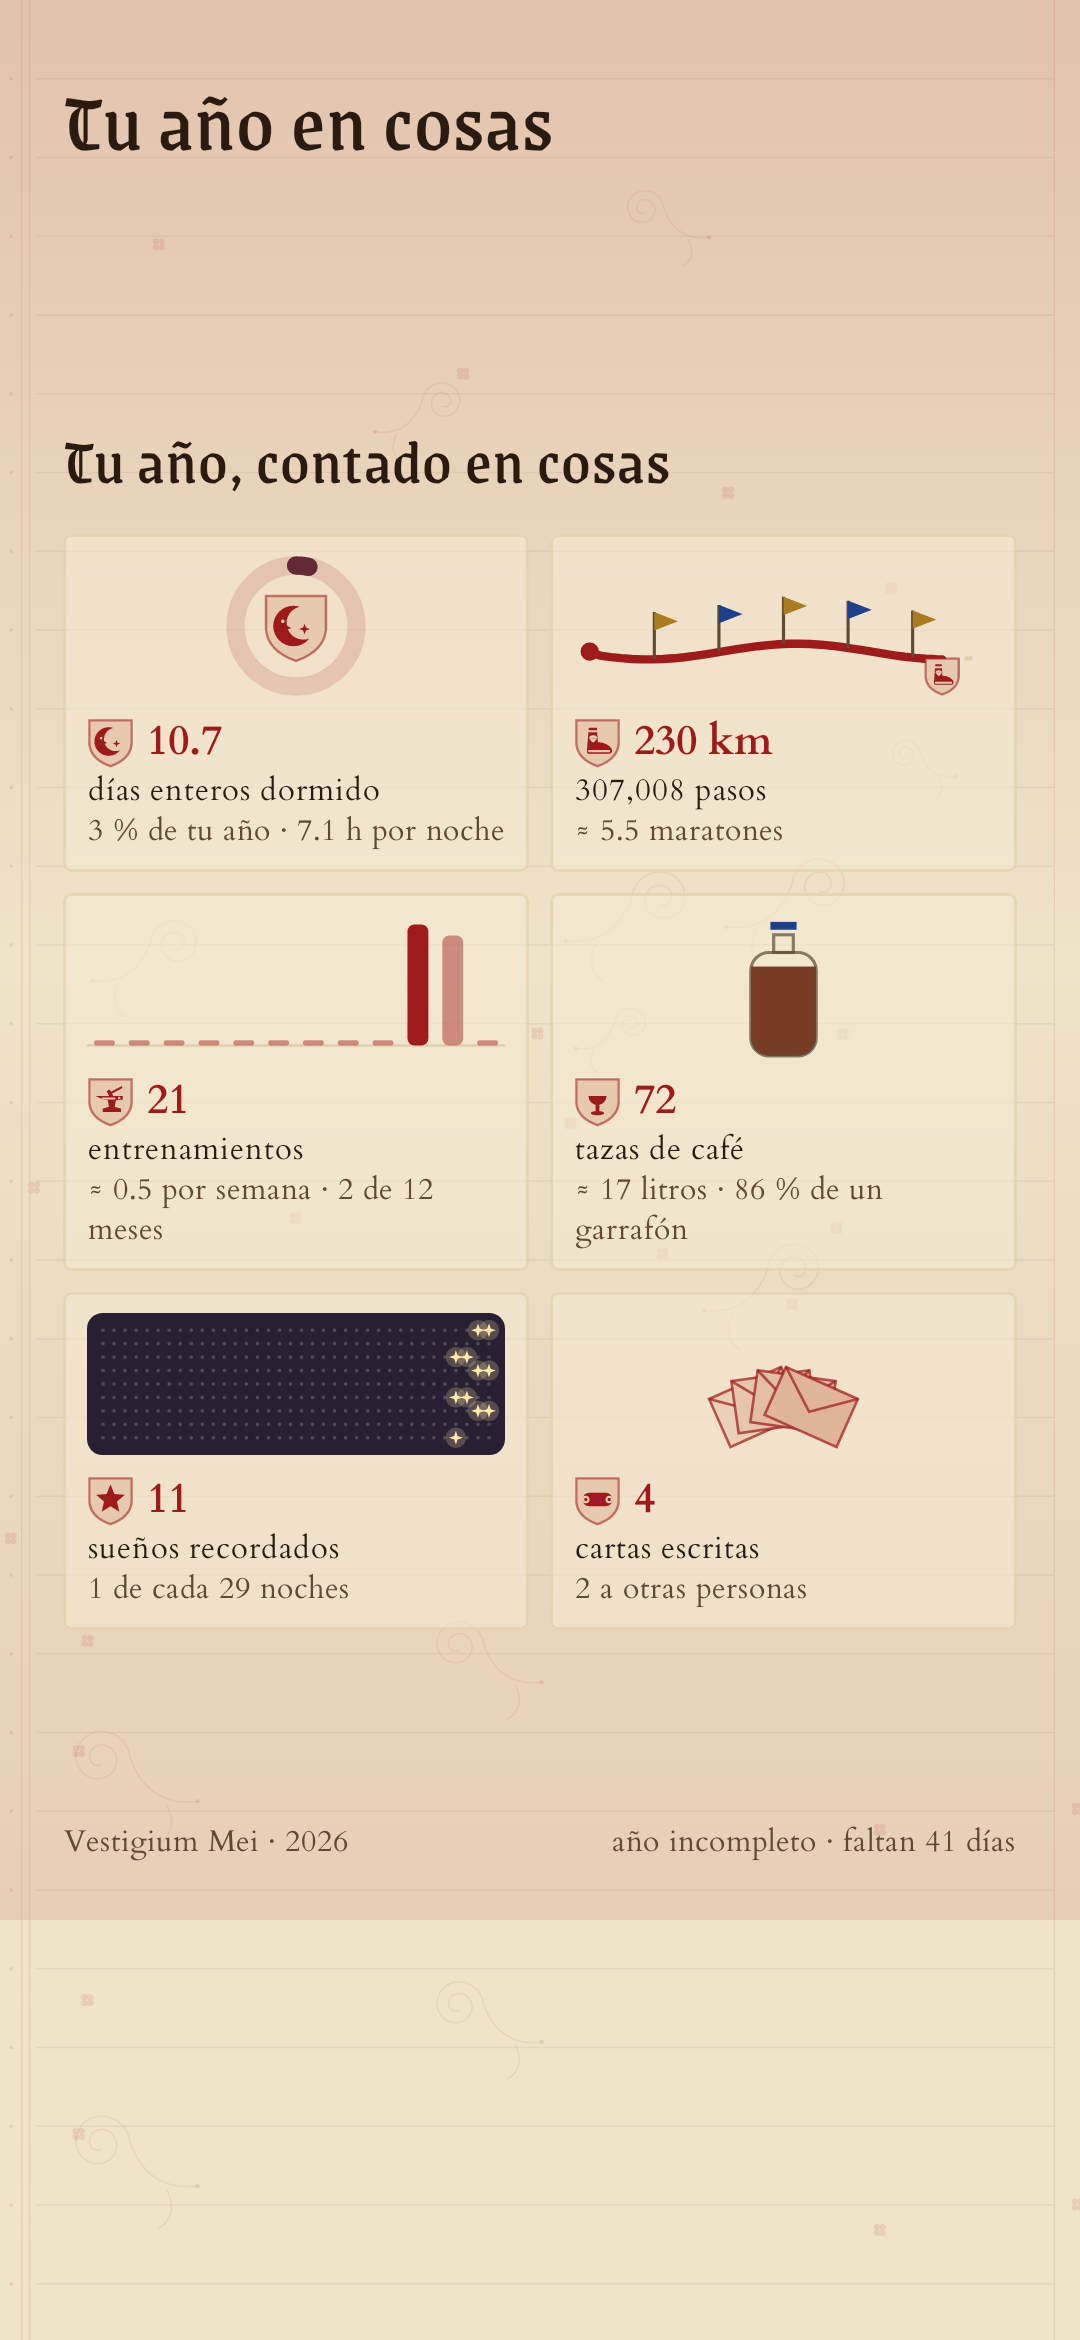 Tu año en cosas
Tu año, contado en cosas
10.7
días enteros dormido
3 % de tu año · 7.1 h por noche
230 km
307,008 pasos
≈ 5.5 maratones
21
entrenamientos
≈ 0.5 por semana · 2 de 12
meses
72
tazas de café
≈ 17 litros · 86 % de un
garrafón
11
sueños recordados
1 de cada 29 noches
4
cartas escritas
2 a otras personas
Vestigium Mei · 2026
año incompleto · faltan 41 días